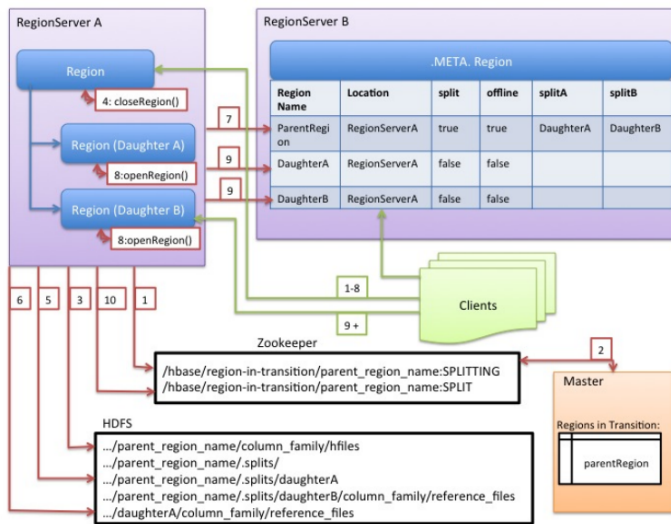 RegionServer A
Region
4: closeRegion()
Region (Daughter A)
8:openRegion()
Region (Daughter B)
8:openRegion()
7
9
9
RegionServer B
.META. Region
Region Name Location split offline splitA splitB
ParentRegi
on RegionServerA true true DaughterA DaughterB
DaughterA RegionServerA false false
DaughterB RegionServerA false false
6 5 3 10 1
1-8
9 +
Clients
Zookeeper
/hbase/region-in-transition/parent_region_name:SPLITTING
/hbase/region-in-transition/parent_region_name:SPLIT
2
Master
Regions in Transition:
parentRegion
HDFS
.../parent_region_name/column_family/hfiles
.../parent_region_name/.splits/
.../parent_region_name/.splits/daughterA
.../parent_region_name/.splits/daughterB/column_family/reference_files
.../daughterA/column_family/reference_files